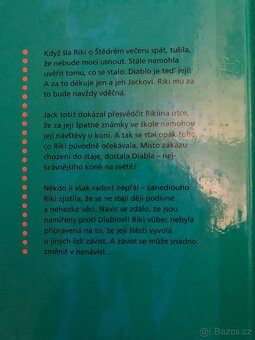 Když šla Riki o Štědrém večeru spát, tušila,
že nebude moci usnout. Stále nemohla
uvěřit tomu, co se stalo. Diablo je teď její!
A za to děkuje jen a jen Jackovi. Riki mu za
to bude navždy vděčná.
Jack totiž dokázal přesvědčit Rikiina otce,
že za její špatné známky ve škole nemohou
její návštěvy u koní. A tak se stal opak toho,
co Riki původně očekávala. Místo zákazu
chození do stáje, dostala Diabla – nej-
krásnějšího koně na světě!
Někdo jí však radost nepřál – zanedlouho
Riki zjistila, že se ve stáji dějí podivné
a nehezké věci. Navíc se zdálo, že jsou
namířeny proti Diablovi! Riki vůbec nebyla
připravená na to, že její štěstí vyvolá
u jiných lidí závist. A závist se může snadno
změnit v nenávist...
sbazar.cz